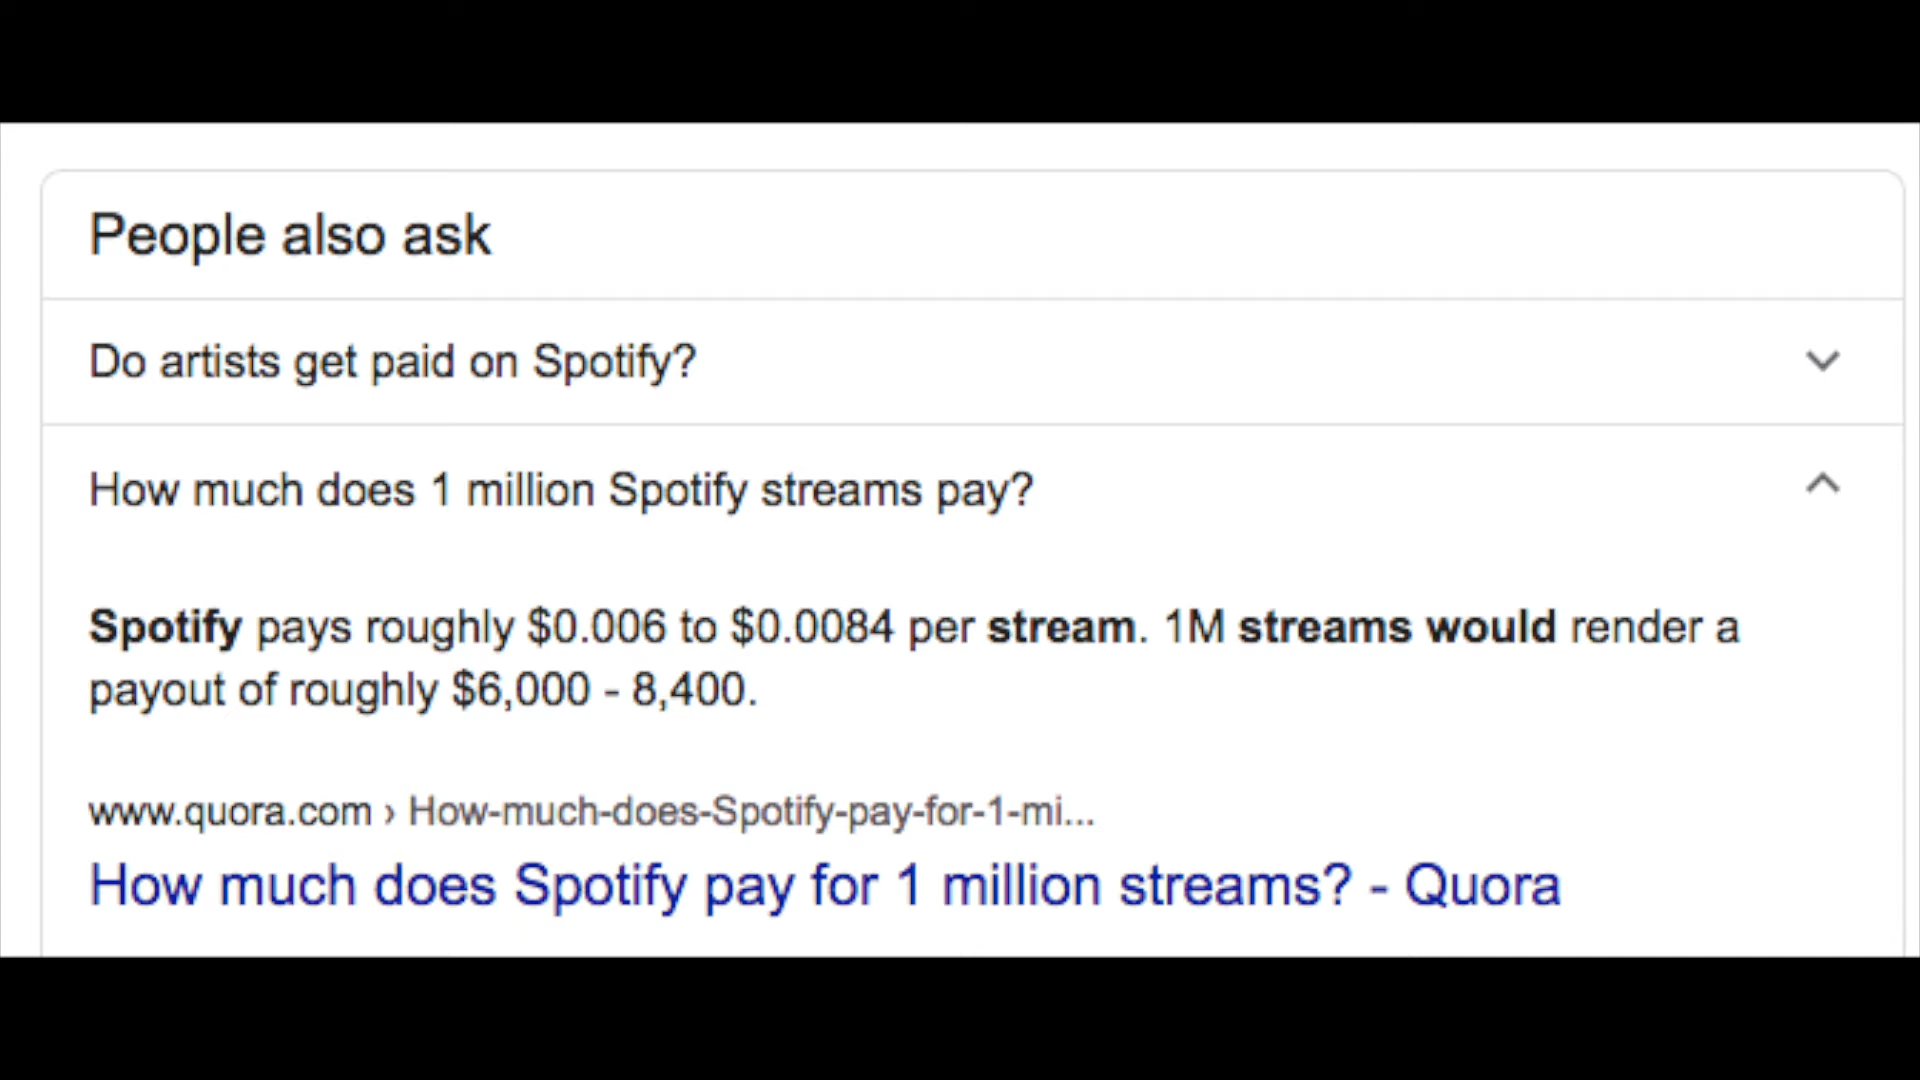 People also ask
Do artists get paid on Spotify?
How much does 1 million Spotify streams pay?
Spotify pays roughly $0.006 to $0.0084 per stream. 1M streams would render a
payout of roughly $6,000 - 8,400.
www.quora.com › How-much-does-Spotify-pay-for-1-mi...
How much does Spotify pay for 1 million streams? - Quora